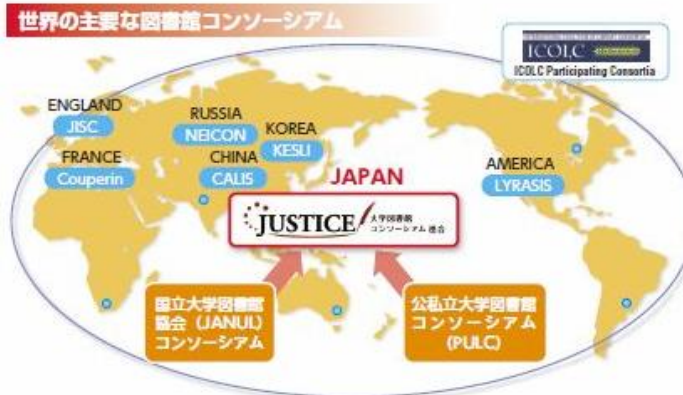 世界の主要な図書館コンソーシアム
ICOLC
ICOLC Participating Consortia
ENGLAND
JISC
RUSSIA
NEICON
KOREA
KESLI
FRANCE
Couperin
CHINA
CALIS
AMERICA
LYRASIS
JAPAN
JUSTICE
大学図書館
コンソーシアム連合
国立大学図書館
協会（JANUL）
コンソーシアム
公私立大学図書館
コンソーシアム
(PULC)